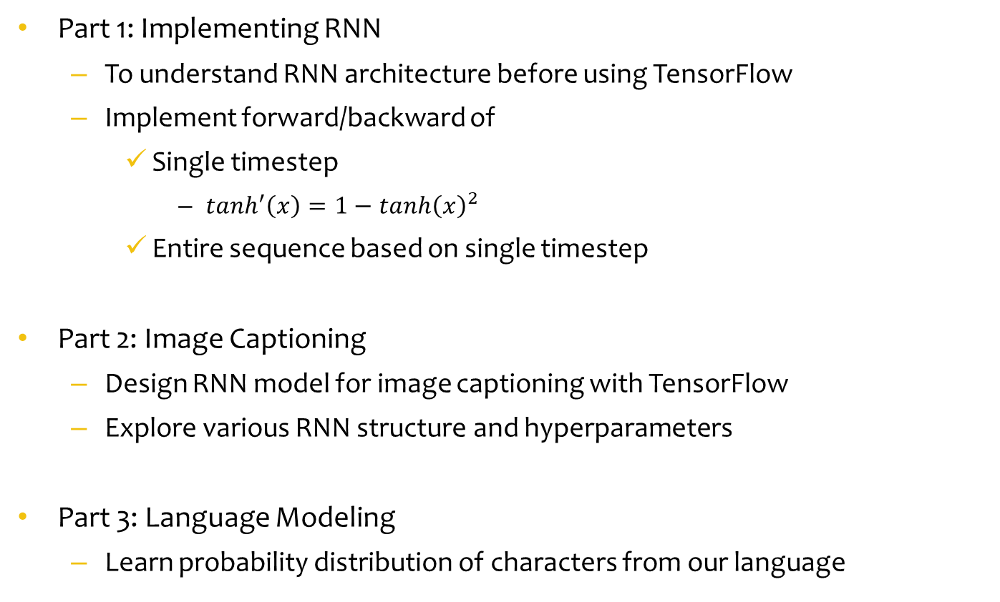 • Part 1: Implementing RNN
– To understand RNN architecture before using TensorFlow
– Implement forward/backward of
✓ Single timestep
– tanh′(x) = 1 − tanh(x)²
✓ Entire sequence based on single timestep
• Part 2: Image Captioning
– Design RNN model for image captioning with TensorFlow
– Explore various RNN structure and hyperparameters
• Part 3: Language Modeling
– Learn probability distribution of characters from our language